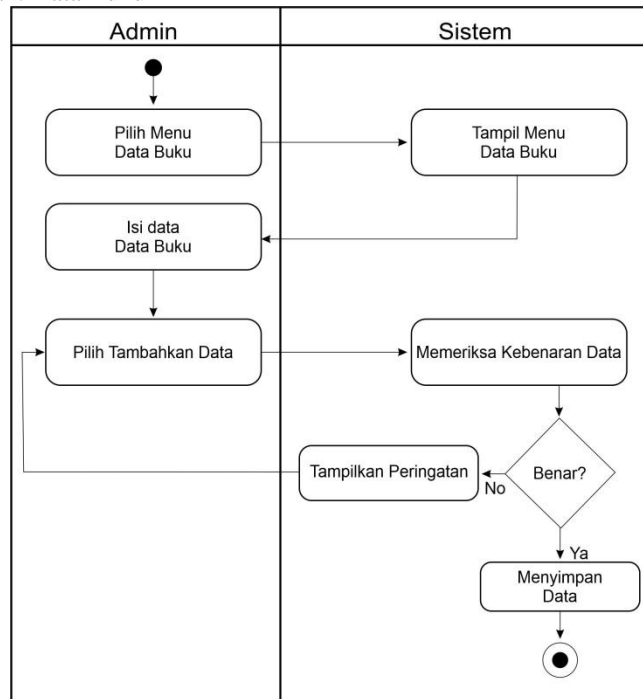 Admin
Sistem
Pilih Menu
Data Buku
Tampil Menu
Data Buku
Isi data
Data Buku
Pilih Tambahkan Data
Memeriksa Kebenaran Data
Tampilkan Peringatan
No
Benar?
Ya
Menyimpan
Data